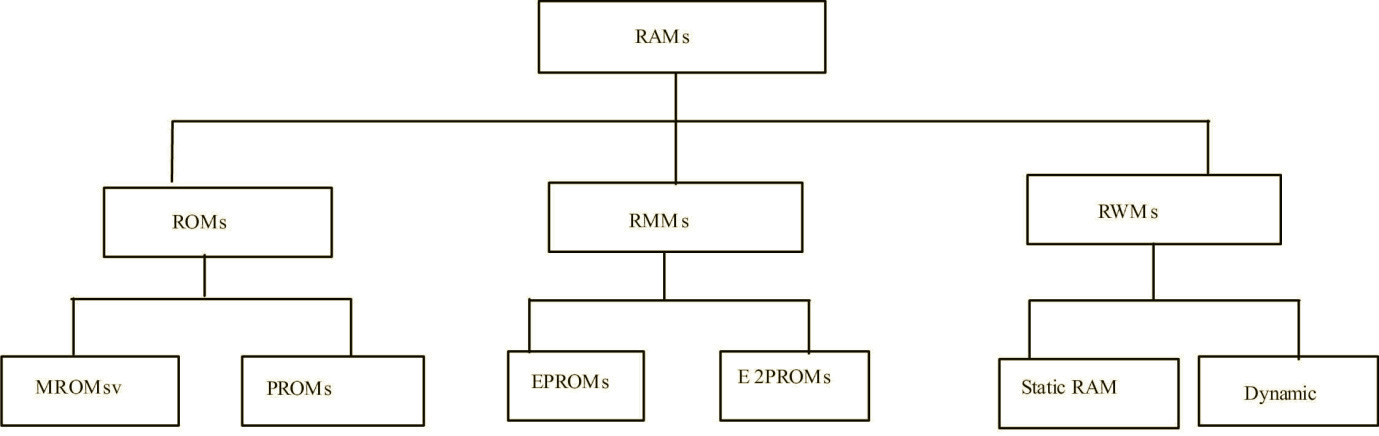 RAMs
ROMs
RMMs
RWMs
MROMsv
PROMs
EPROMs
E 2PROMs
Static RAM
Dynamic